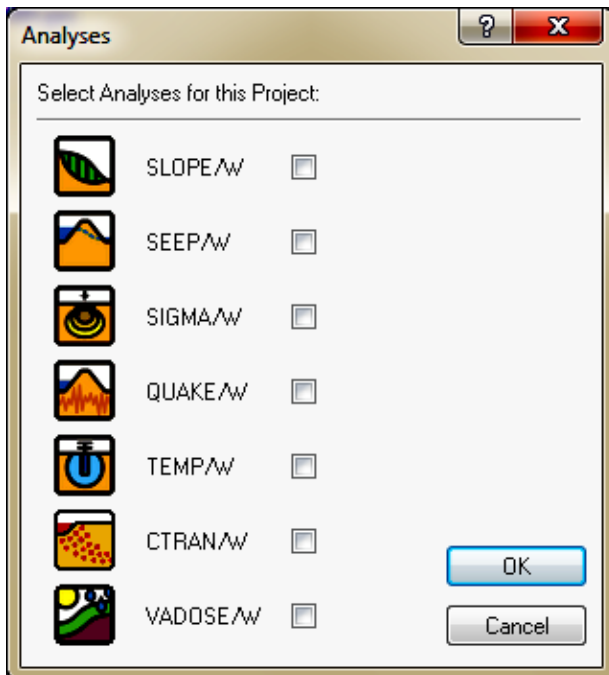 Analyses
?
X
Select Analyses for this Project:
SLOPE/W
SEEP/W
SIGMA/W
QUAKE/W
TEMP/W
CTRAN/W
VADOSE/W
OK
Cancel